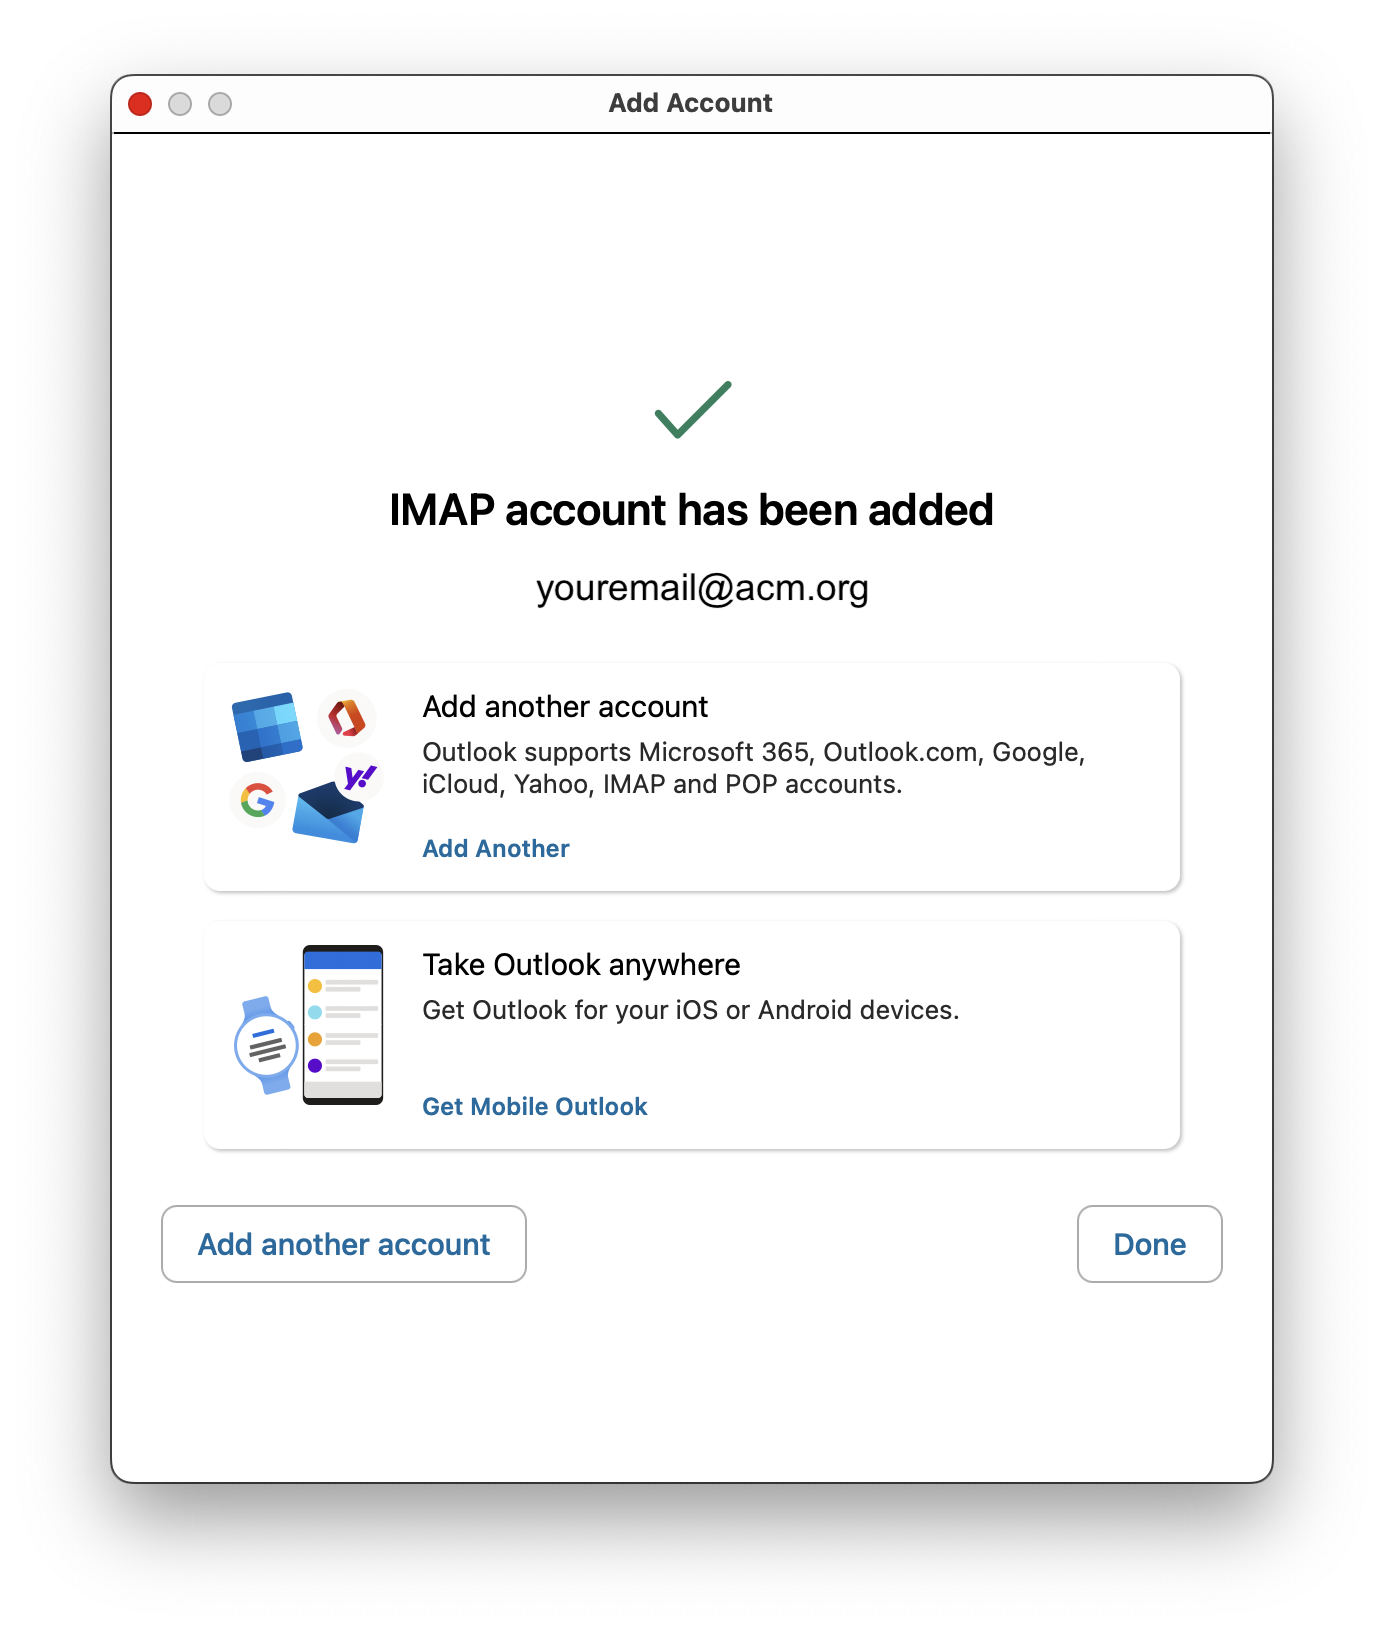 Add Account
IMAP account has been added
youremail@acm.org
Add another account
Outlook supports Microsoft 365, Outlook.com, Google,
iCloud, Yahoo, IMAP and POP accounts.
Add Another
Take Outlook anywhere
Get Outlook for your iOS or Android devices.
Get Mobile Outlook
Add another account
Done